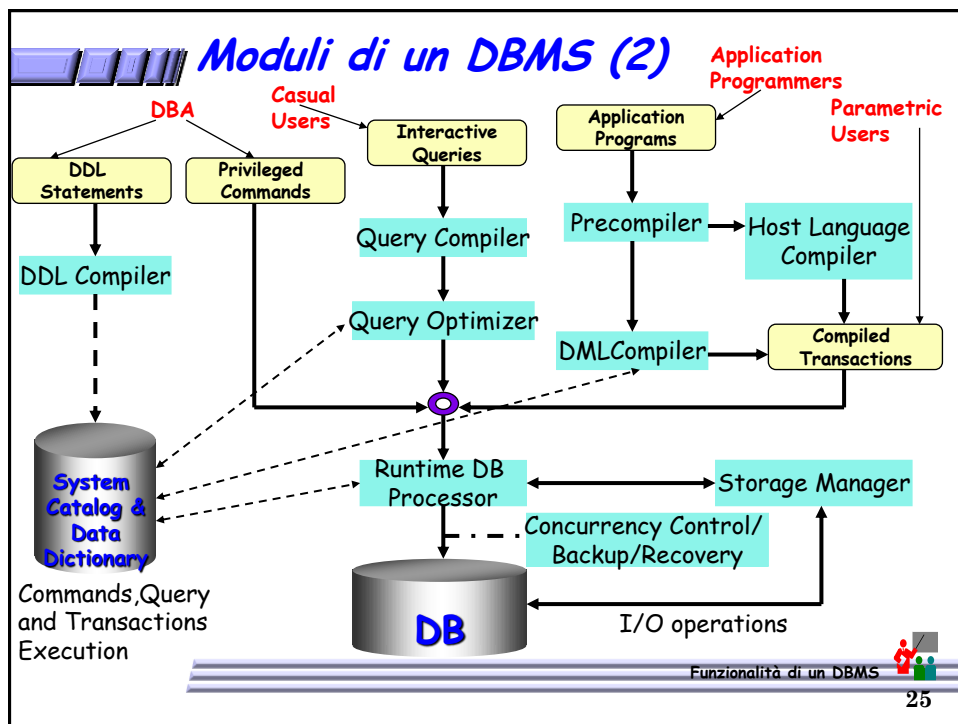 Moduli di un DBMS (2)
Application
Programmers
DBA
Casual
Users
Parametric
Users
DDL
Statements
Privileged
Commands
Interactive
Queries
Application
Programs
Query Compiler
Precompiler
Host Language
Compiler
DDL Compiler
Query Optimizer
DMLCompiler
Compiled
Transactions
System
Catalog &
Data
Dictionary
Runtime DB
Processor
Storage Manager
Concurrency Control/
Backup/Recovery
Commands,Query
and Transactions
Execution
DB
I/O operations
Funzionalità di un DBMS
25